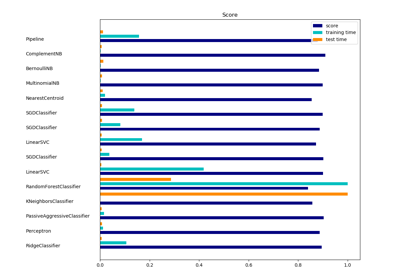 Score
score
training time
test time
Pipeline
ComplementNB
BernoulliNB
MultinomialNB
NearestCentroid
SGDClassifier
SGDClassifier
LinearSVC
SGDClassifier
LinearSVC
RandomForestClassifier
KNeighborsClassifier
PassiveAggressiveClassifier
Perceptron
RidgeClassifier
0.0 0.2 0.4 0.6 0.8 1.0